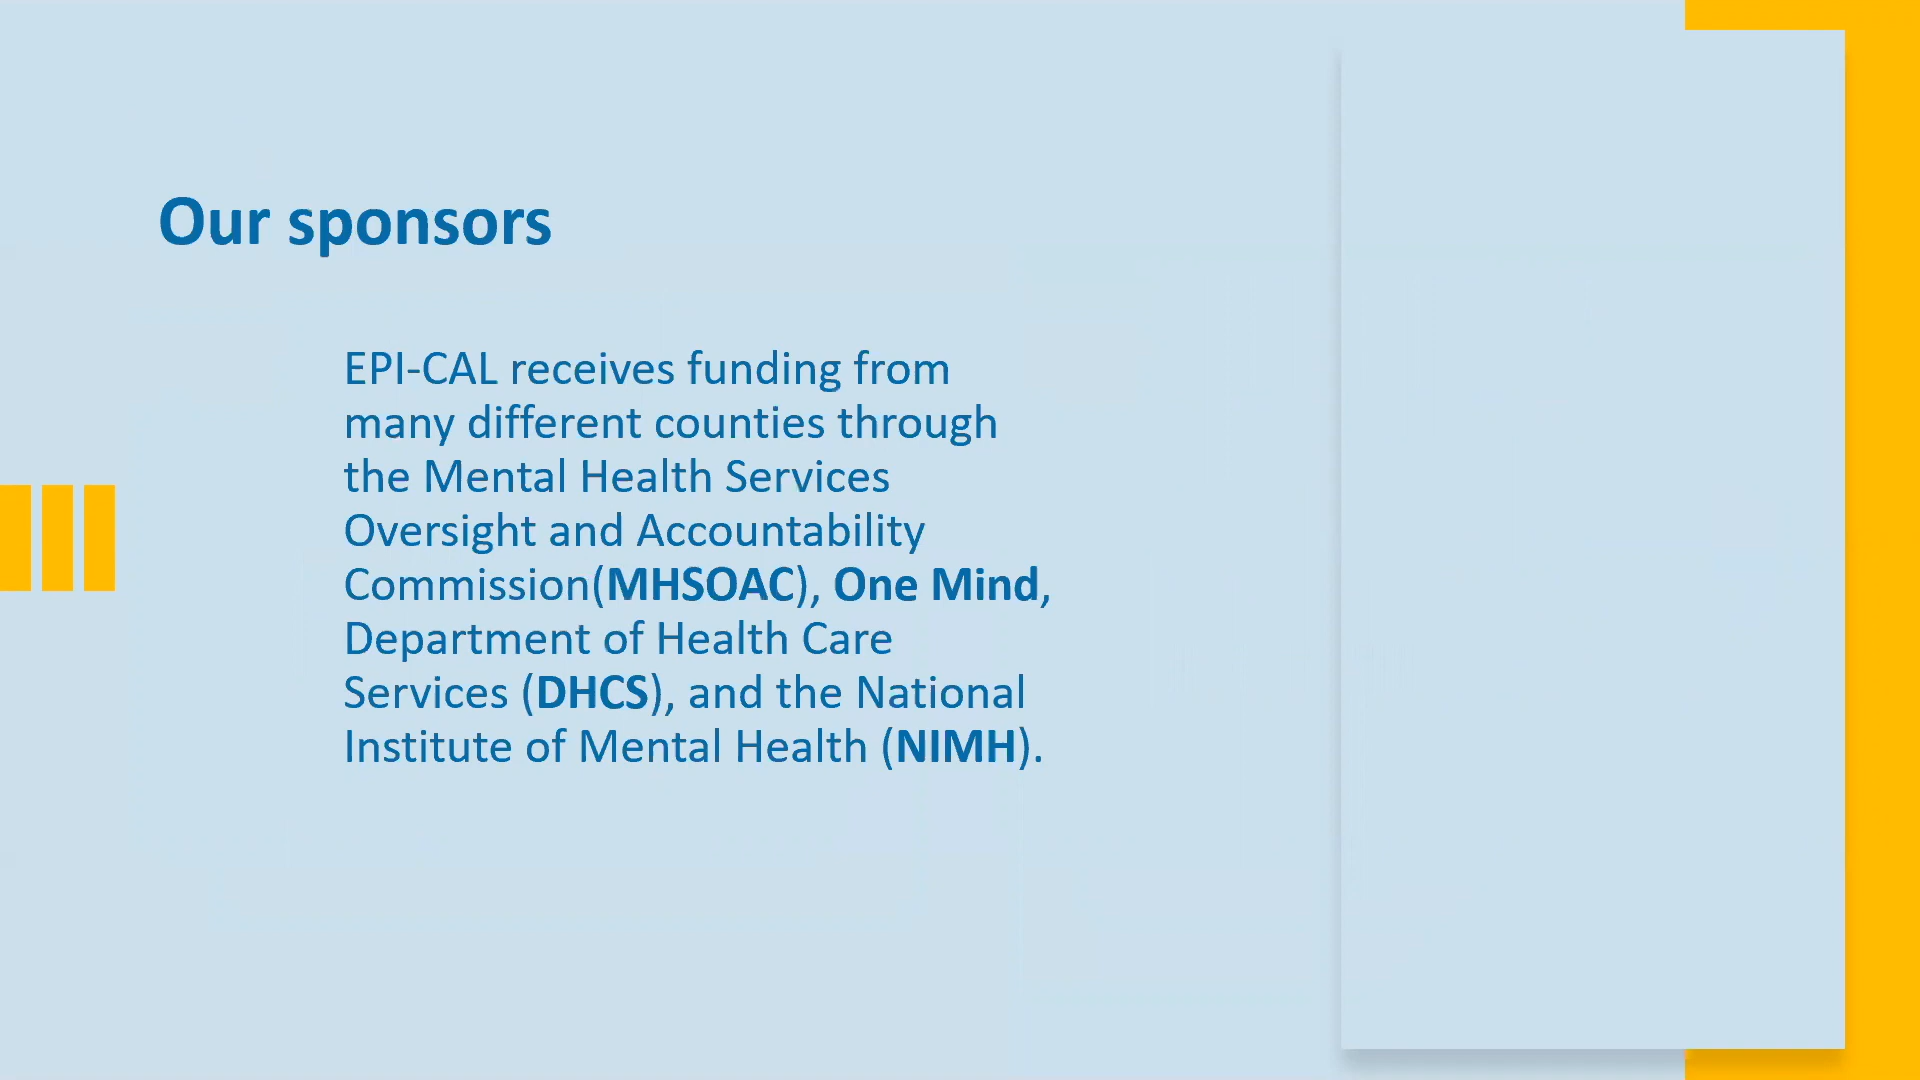 Our sponsors
EPI-CAL receives funding from
many different counties through
the Mental Health Services
Oversight and Accountability
Commission(MHSOAC), One Mind,
Department of Health Care
Services (DHCS), and the National
Institute of Mental Health (NIMH).